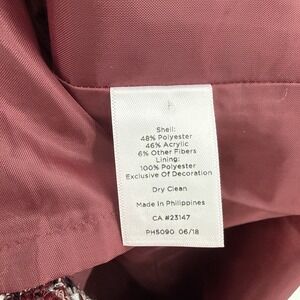 Shell:
48% Polyester
46% Acrylic
6% Other Fibers
Lining:
100% Polyester
Exclusive Of Decoration
Dry Clean
Made In Philippines
CA #23147
PH5090 06/18